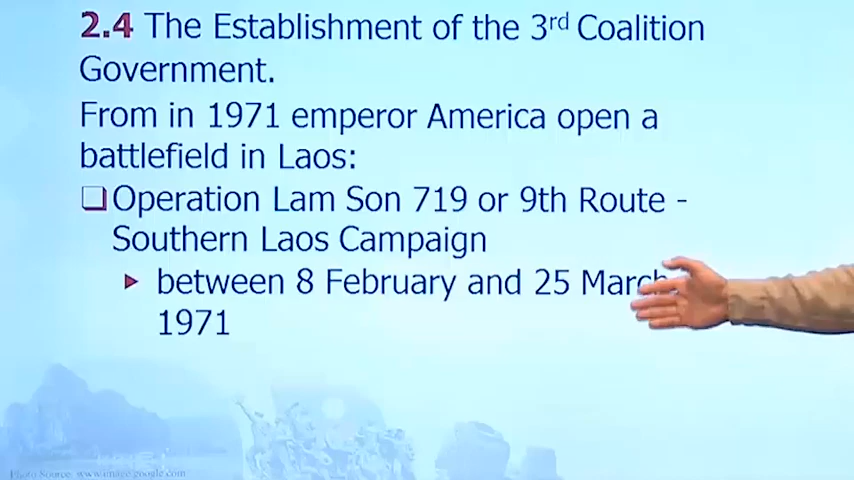 2.4 The Establishment of the 3rd Coalition
Government.
From in 1971 emperor America open a
battlefield in Laos:
Operation Lam Son 719 or 9th Route -
Southern Laos Campaign
between 8 February and 25 March
1971
Photo Source: www.image.google.com